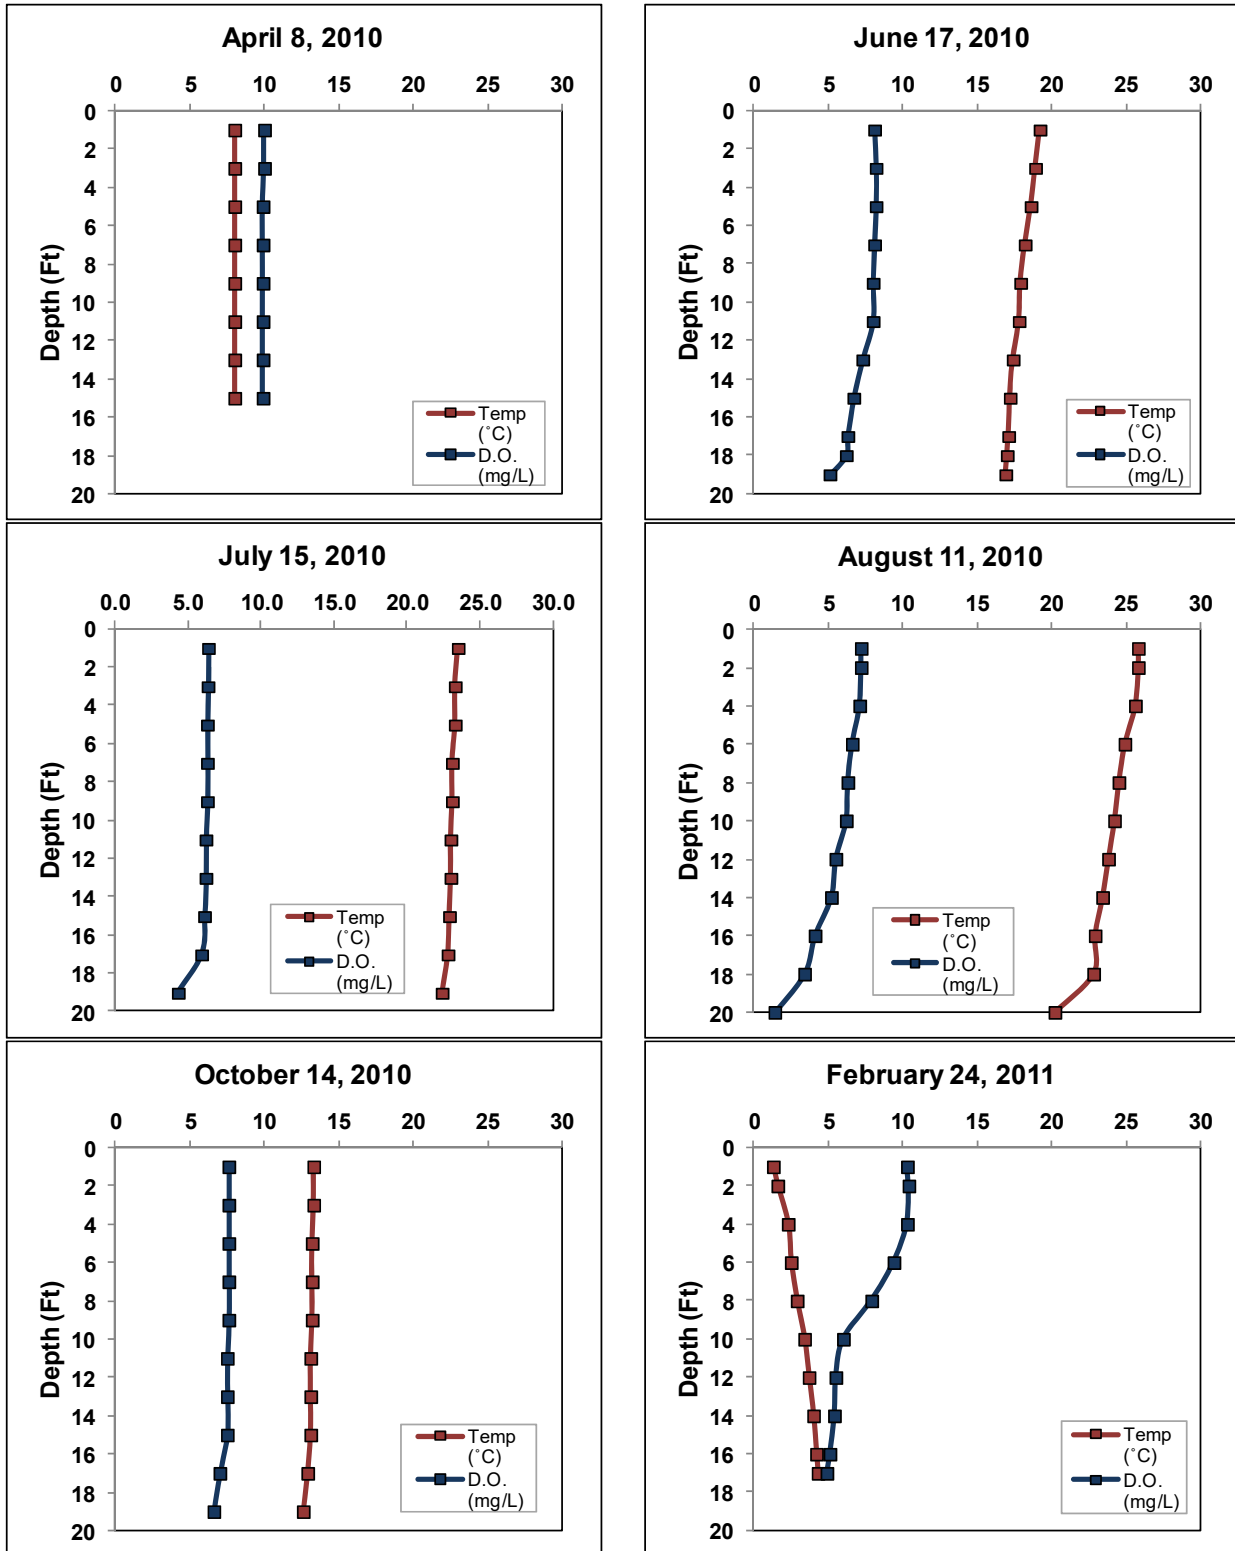 April 8, 2010
0 5 10 15 20 25 30
0
2
4
6
8
10
12
14
16
18
20
Depth (Ft)
Temp
(˚C)
D.O.
(mg/L)
June 17, 2010
0 5 10 15 20 25 30
0
2
4
6
8
10
12
14
16
18
20
Depth (Ft)
Temp
(˚C)
D.O.
(mg/L)
July 15, 2010
0.0 5.0 10.0 15.0 20.0 25.0 30.0
0
2
4
6
8
10
12
14
16
18
20
Depth (Ft)
Temp
(˚C)
D.O.
(mg/L)
August 11, 2010
0 5 10 15 20 25 30
0
2
4
6
8
10
12
14
16
18
20
Depth (Ft)
Temp
(˚C)
D.O.
(mg/L)
October 14, 2010
0 5 10 15 20 25 30
0
2
4
6
8
10
12
14
16
18
20
Depth (Ft)
Temp
(˚C)
D.O.
(mg/L)
February 24, 2011
0 5 10 15 20 25 30
0
2
4
6
8
10
12
14
16
18
20
Depth (Ft)
Temp
(˚C)
D.O.
(mg/L)